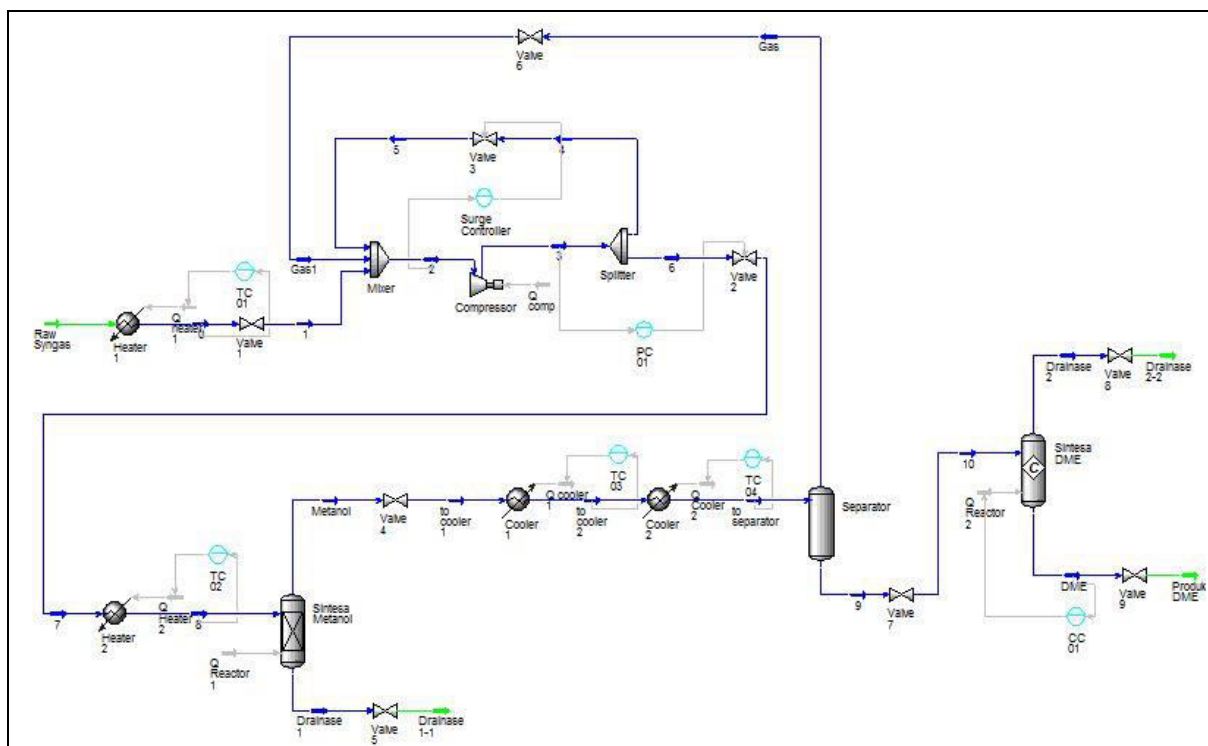 Gas
Valve
6
5
Valve
3
4
Surge
Controller
Gas1
Mixer
2
Compressor
3
Q
comp
Splitter
6
Valve
2
TC
01
Raw
Syngas
Heater
1
Q
heater
1
0
Valve
1
1
PC
01
Drainase
2
Valve
8
Drainase
2-2
Sintesa
DME
10
Q
Reactor
2
DME
Valve
9
Produk
DME
CC
01
Metanol
Valve
4
to
cooler
1
Cooler
1
Q cooler
1
TC
03
to
cooler
2
Cooler
2
Q
Cooler
2
TC
04
to
separator
Separator
9
Valve
7
7
Heater
2
TC
02
Q
Heater
2
8
Sintesa
Metanol
Q
Reactor
1
Drainase
1
Valve
5
Drainase
1-1